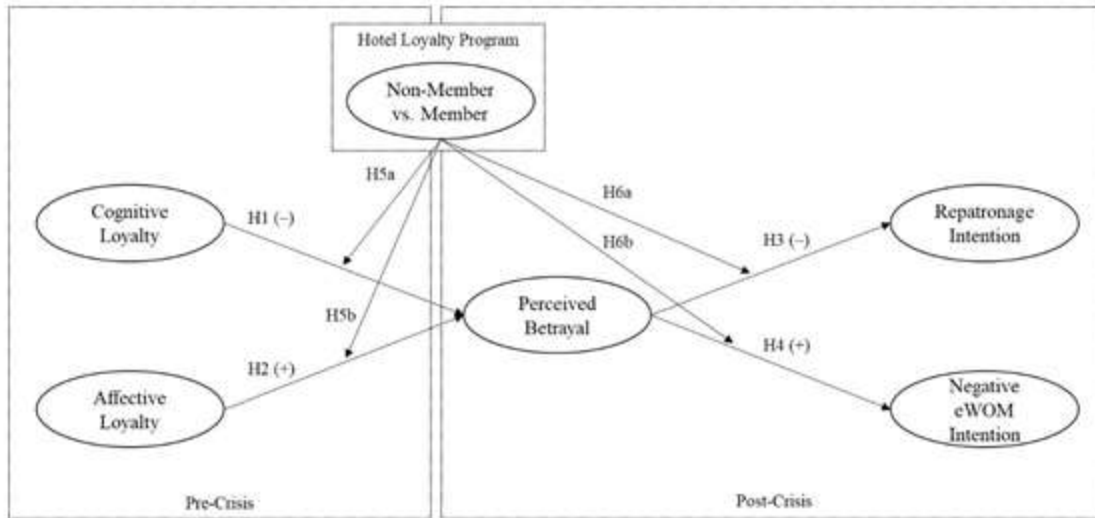 Hotel Loyalty Program
Non-Member
vs. Member
H5a
H6a
Cognitive
Loyalty
H1 (–)
H6b
H3 (–)
Repatronage
Intention
H5b
Perceived
Betrayal
H2 (+)
H4 (+)
Affective
Loyalty
Negative
eWOM
Intention
Pre-Crisis
Post-Crisis